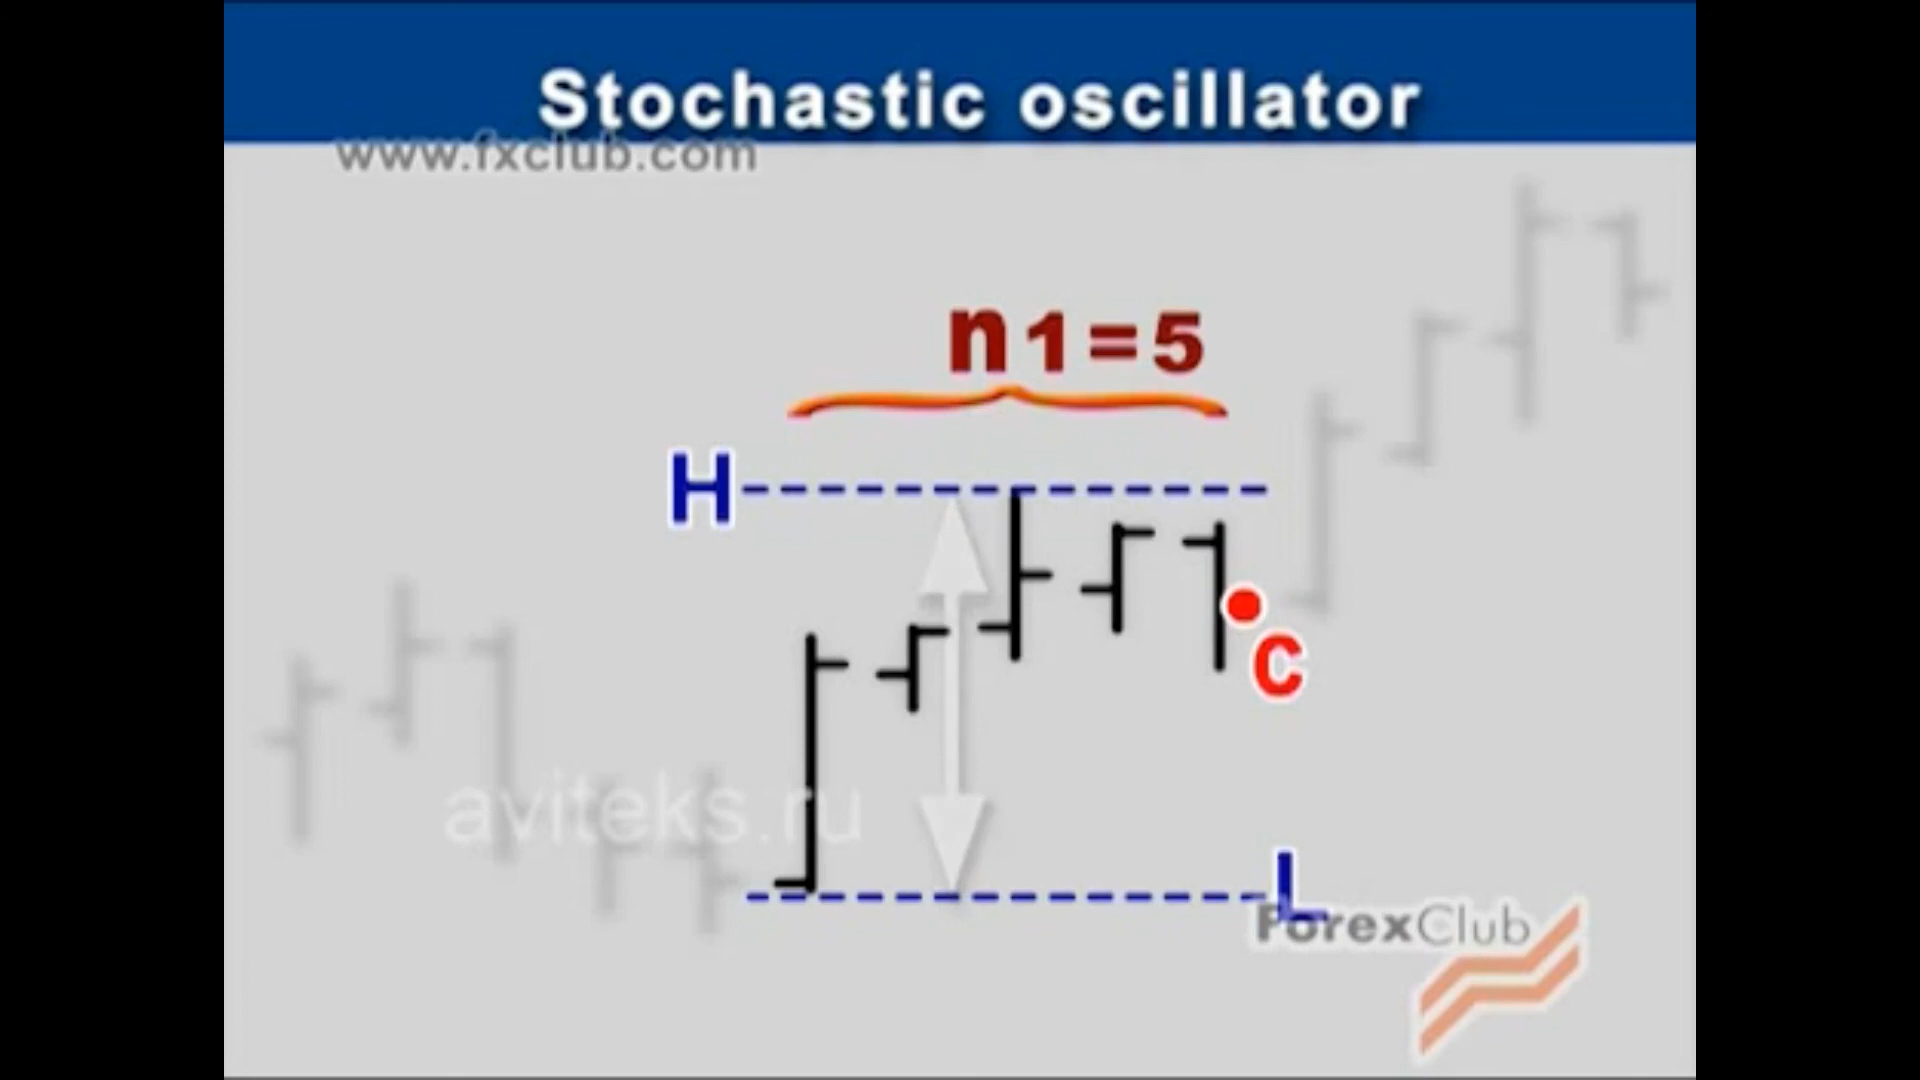 Stochastic oscillator
www.fxclub.com
n1=5
H
C
aviteks.ru
L
ForexClub